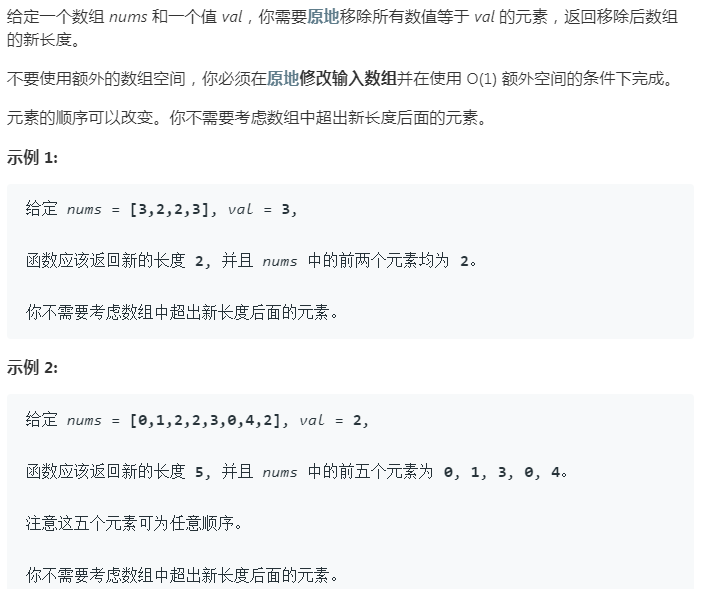 给定一个数组 nums 和一个值 val，你需要原地移除所有数值等于 val 的元素，返回移除后数组
的新长度。
不要使用额外的数组空间，你必须在原地修改输入数组并在使用 O(1) 额外空间的条件下完成。
元素的顺序可以改变。你不需要考虑数组中超出新长度后面的元素。
示例 1:
给定 nums = [3,2,2,3], val = 3,
函数应该返回新的长度 2, 并且 nums 中的前两个元素均为 2。
你不需要考虑数组中超出新长度后面的元素。
示例 2:
给定 nums = [0,1,2,2,3,0,4,2], val = 2,
函数应该返回新的长度 5, 并且 nums 中的前五个元素为 0, 1, 3, 0, 4。
注意这五个元素可为任意顺序。
你不需要考虑数组中超出新长度后面的元素。